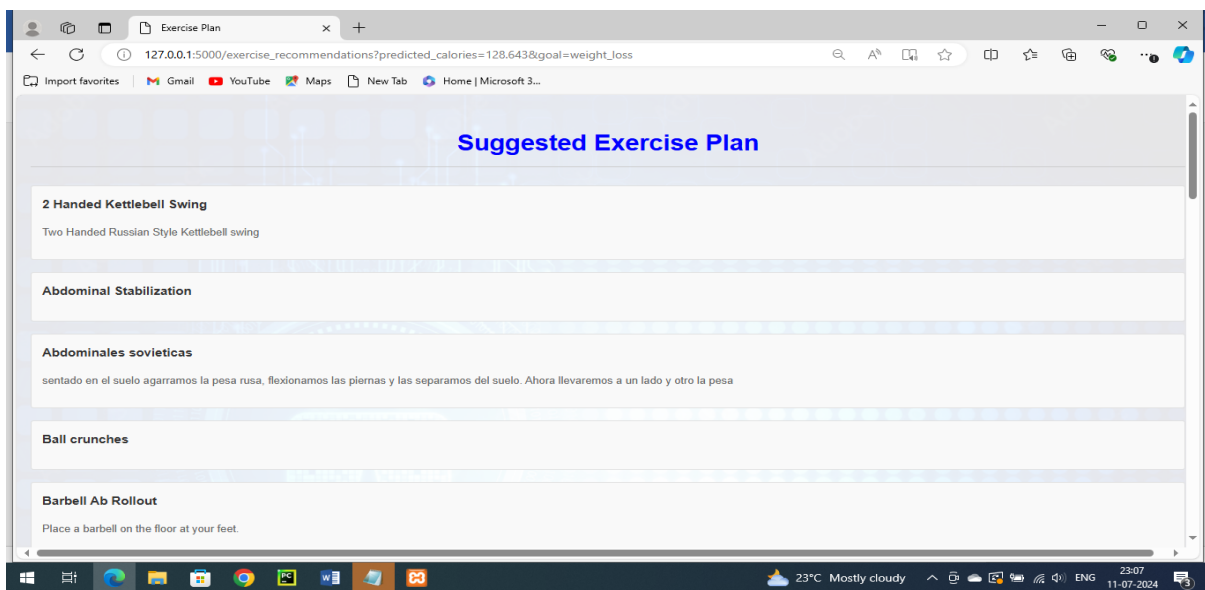 Exercise Plan
127.0.0.1:5000/exercise_recommendations?predicted_calories=128.643&goal=weight_loss
Import favorites Gmail YouTube Maps New Tab Home | Microsoft 3...
Suggested Exercise Plan
2 Handed Kettlebell Swing
Two Handed Russian Style Kettlebell swing
Abdominal Stabilization
Abdominales sovieticas
sentado en el suelo agarramos la pesa rusa, flexionamos las piernas y las separamos del suelo. Ahora llevaremos a un lado y otro la pesa
Ball crunches
Barbell Ab Rollout
Place a barbell on the floor at your feet.
23°C Mostly cloudy ENG 23:07
11-07-2024